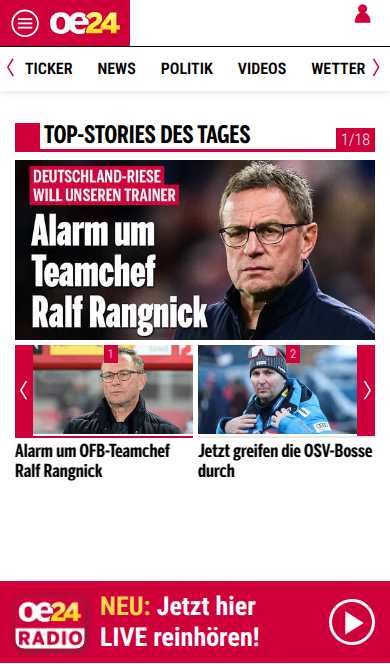 oe24
TICKER NEWS POLITIK VIDEOS WETTER
TOP-STORIES DES TAGES
1/18
DEUTSCHLAND-RIESE
WILL UNSEREN TRAINER
Alarm um
Teamchef
Ralf Rangnick
1
2
Alarm um ÖFB-Teamchef
Ralf Rangnick
Jetzt greifen die ÖSV-Bosse
durch
oe24
RADIO
NEU: Jetzt hier
LIVE reinhören!